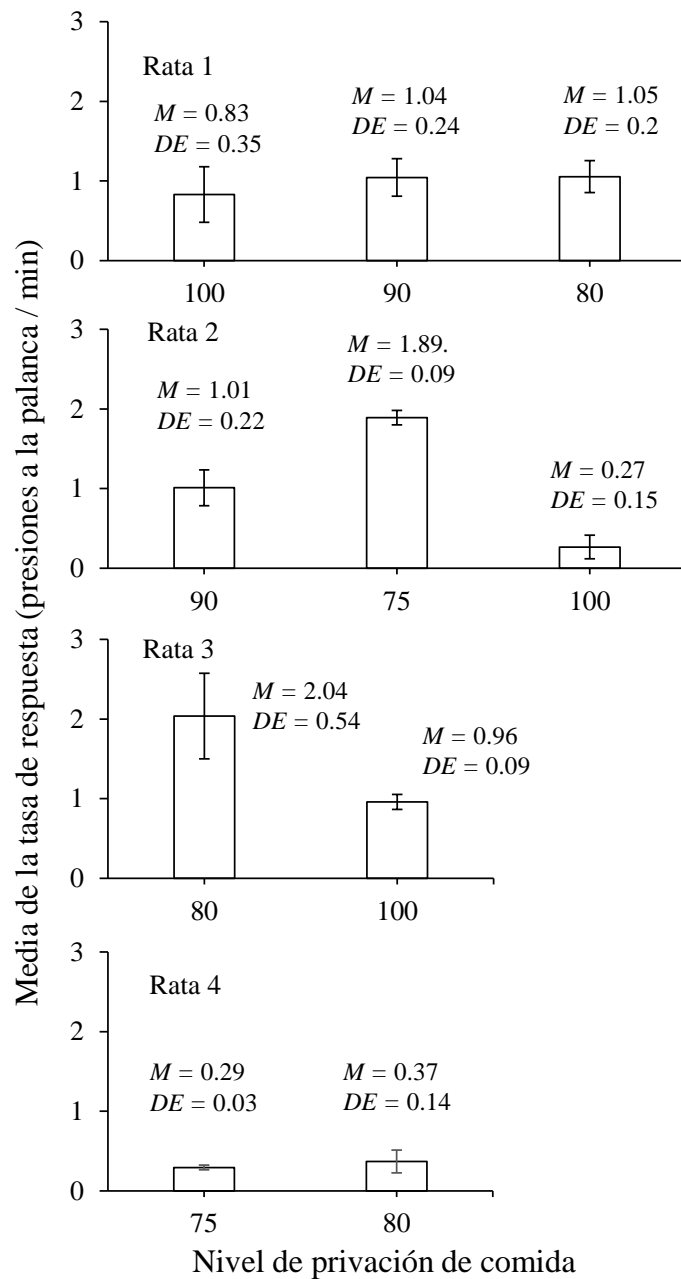 Media de la tasa de respuesta (presiones a la palanca / min)
3
2
1
0
Rata 1
M = 0.83
DE = 0.35
M = 1.04
DE = 0.24
M = 1.05
DE = 0.2
100
90
80
3
2
1
0
Rata 2
M = 1.01
DE = 0.22
M = 1.89.
DE = 0.09
M = 0.27
DE = 0.15
90
75
100
3
2
1
0
Rata 3
M = 2.04
DE = 0.54
M = 0.96
DE = 0.09
80
100
3
2
1
0
Rata 4
M = 0.29
DE = 0.03
M = 0.37
DE = 0.14
75
80
Nivel de privación de comida